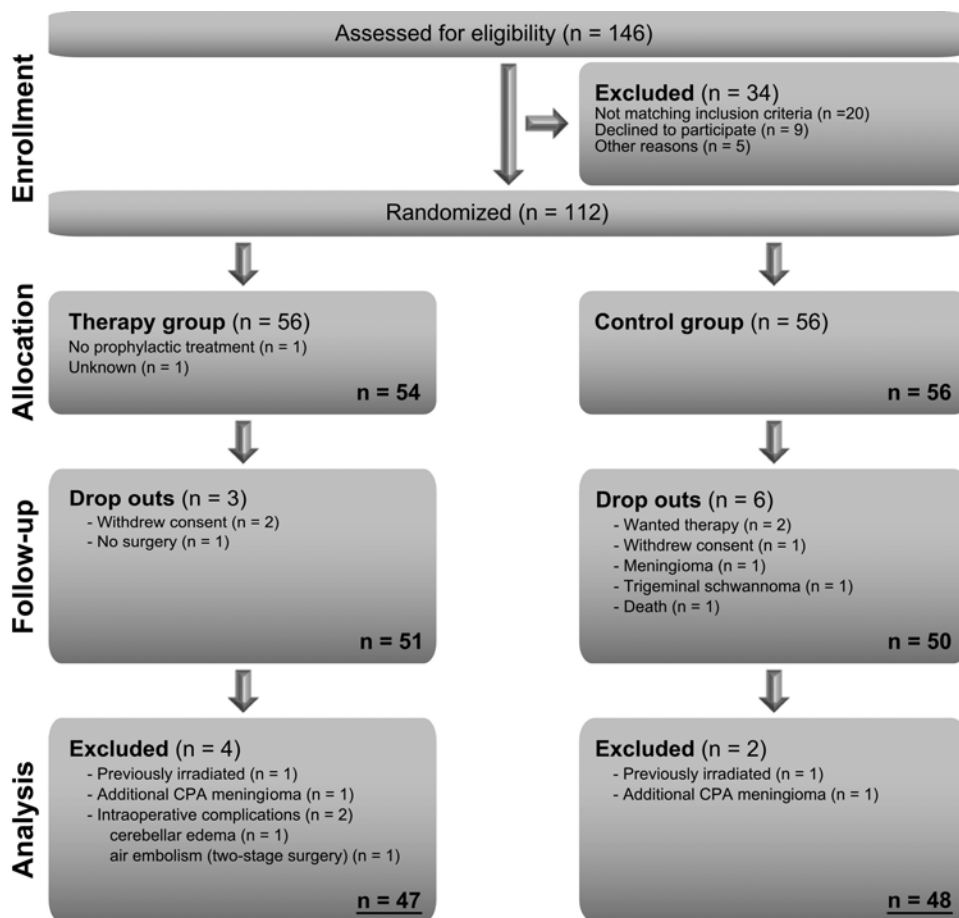 Enrollment
Assessed for eligibility (n = 146)
Excluded (n = 34)
Not matching inclusion criteria (n =20)
Declined to participate (n = 9)
Other reasons (n = 5)
Randomized (n = 112)
Allocation
Therapy group (n = 56)
No prophylactic treatment (n = 1)
Unknown (n = 1)
n = 54
Control group (n = 56)
n = 56
Follow-up
Drop outs (n = 3)
- Withdrew consent (n = 2)
- No surgery (n = 1)
n = 51
Drop outs (n = 6)
- Wanted therapy (n = 2)
- Withdrew consent (n = 1)
- Meningioma (n = 1)
- Trigeminal schwannoma (n = 1)
- Death (n = 1)
n = 50
Analysis
Excluded (n = 4)
- Previously irradiated (n = 1)
- Additional CPA meningioma (n = 1)
- Intraoperative complications (n = 2)
cerebellar edema (n = 1)
air embolism (two-stage surgery) (n = 1)
n = 47
Excluded (n = 2)
- Previously irradiated (n = 1)
- Additional CPA meningioma (n = 1)
n = 48